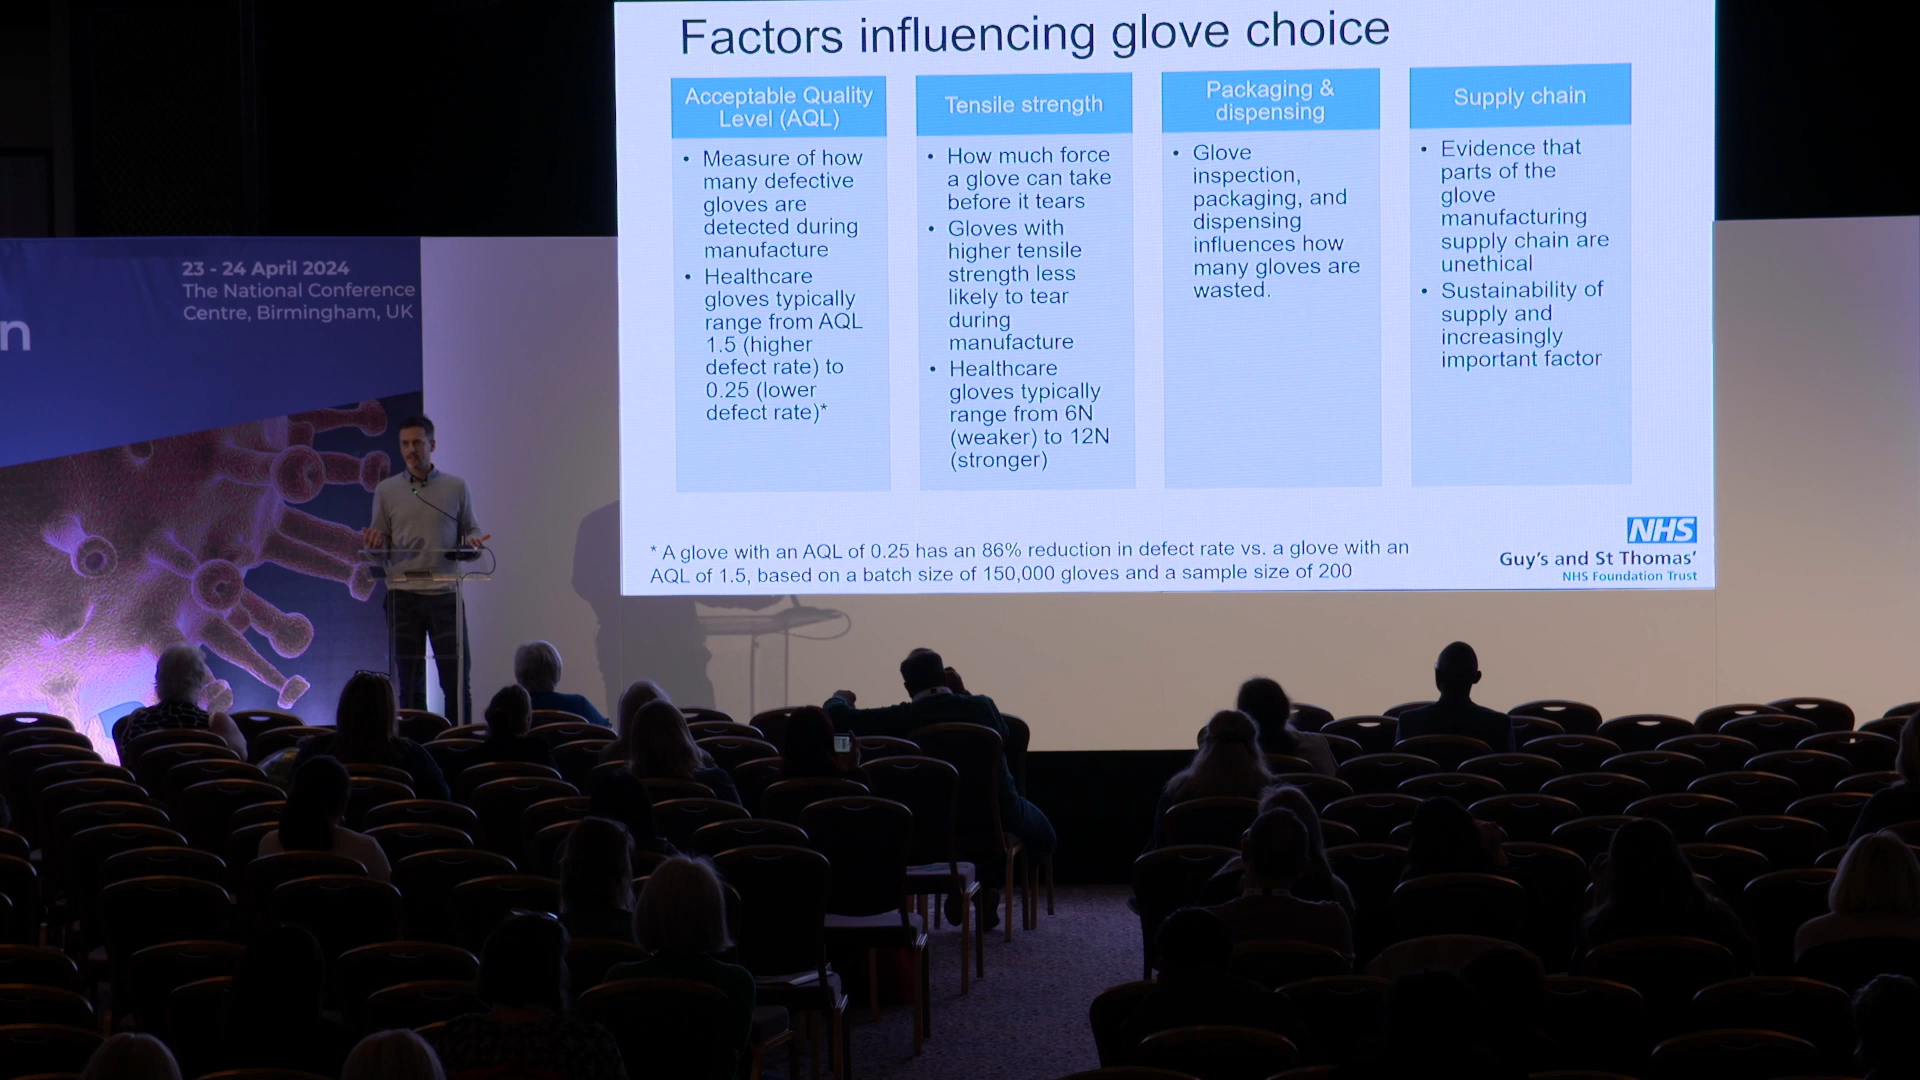 Factors influencing glove choice
Acceptable Quality
Level (AQL)
• Measure of how
many defective
gloves are
detected during
manufacture
• Healthcare
gloves typically
range from AQL
1.5 (higher
defect rate) to
0.25 (lower
defect rate)*
Tensile strength
• How much force
a glove can take
before it tears
• Gloves with
higher tensile
strength less
likely to tear
during
manufacture
• Healthcare
gloves typically
range from 6N
(weaker) to 12N
(stronger)
Packaging &
dispensing
• Glove
inspection,
packaging, and
dispensing
influences how
many gloves are
wasted.
Supply chain
• Evidence that
parts of the
glove
manufacturing
supply chain are
unethical
• Sustainability of
supply and
increasingly
important factor
* A glove with an AQL of 0.25 has an 86% reduction in defect rate vs. a glove with an
AQL of 1.5, based on a batch size of 150,000 gloves and a sample size of 200
NHS
Guy's and St Thomas'
NHS Foundation Trust
23 - 24 April 2024
The National Conference
Centre, Birmingham, UK
n